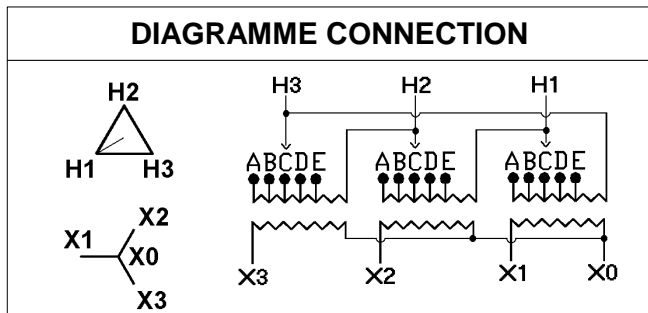 DIAGRAMME CONNECTION
H2
H1 H3
X2
X1 X0
X3
H3 H2 H1
ABCDE ABCDE ABCDE
X3 X2 X1 X0